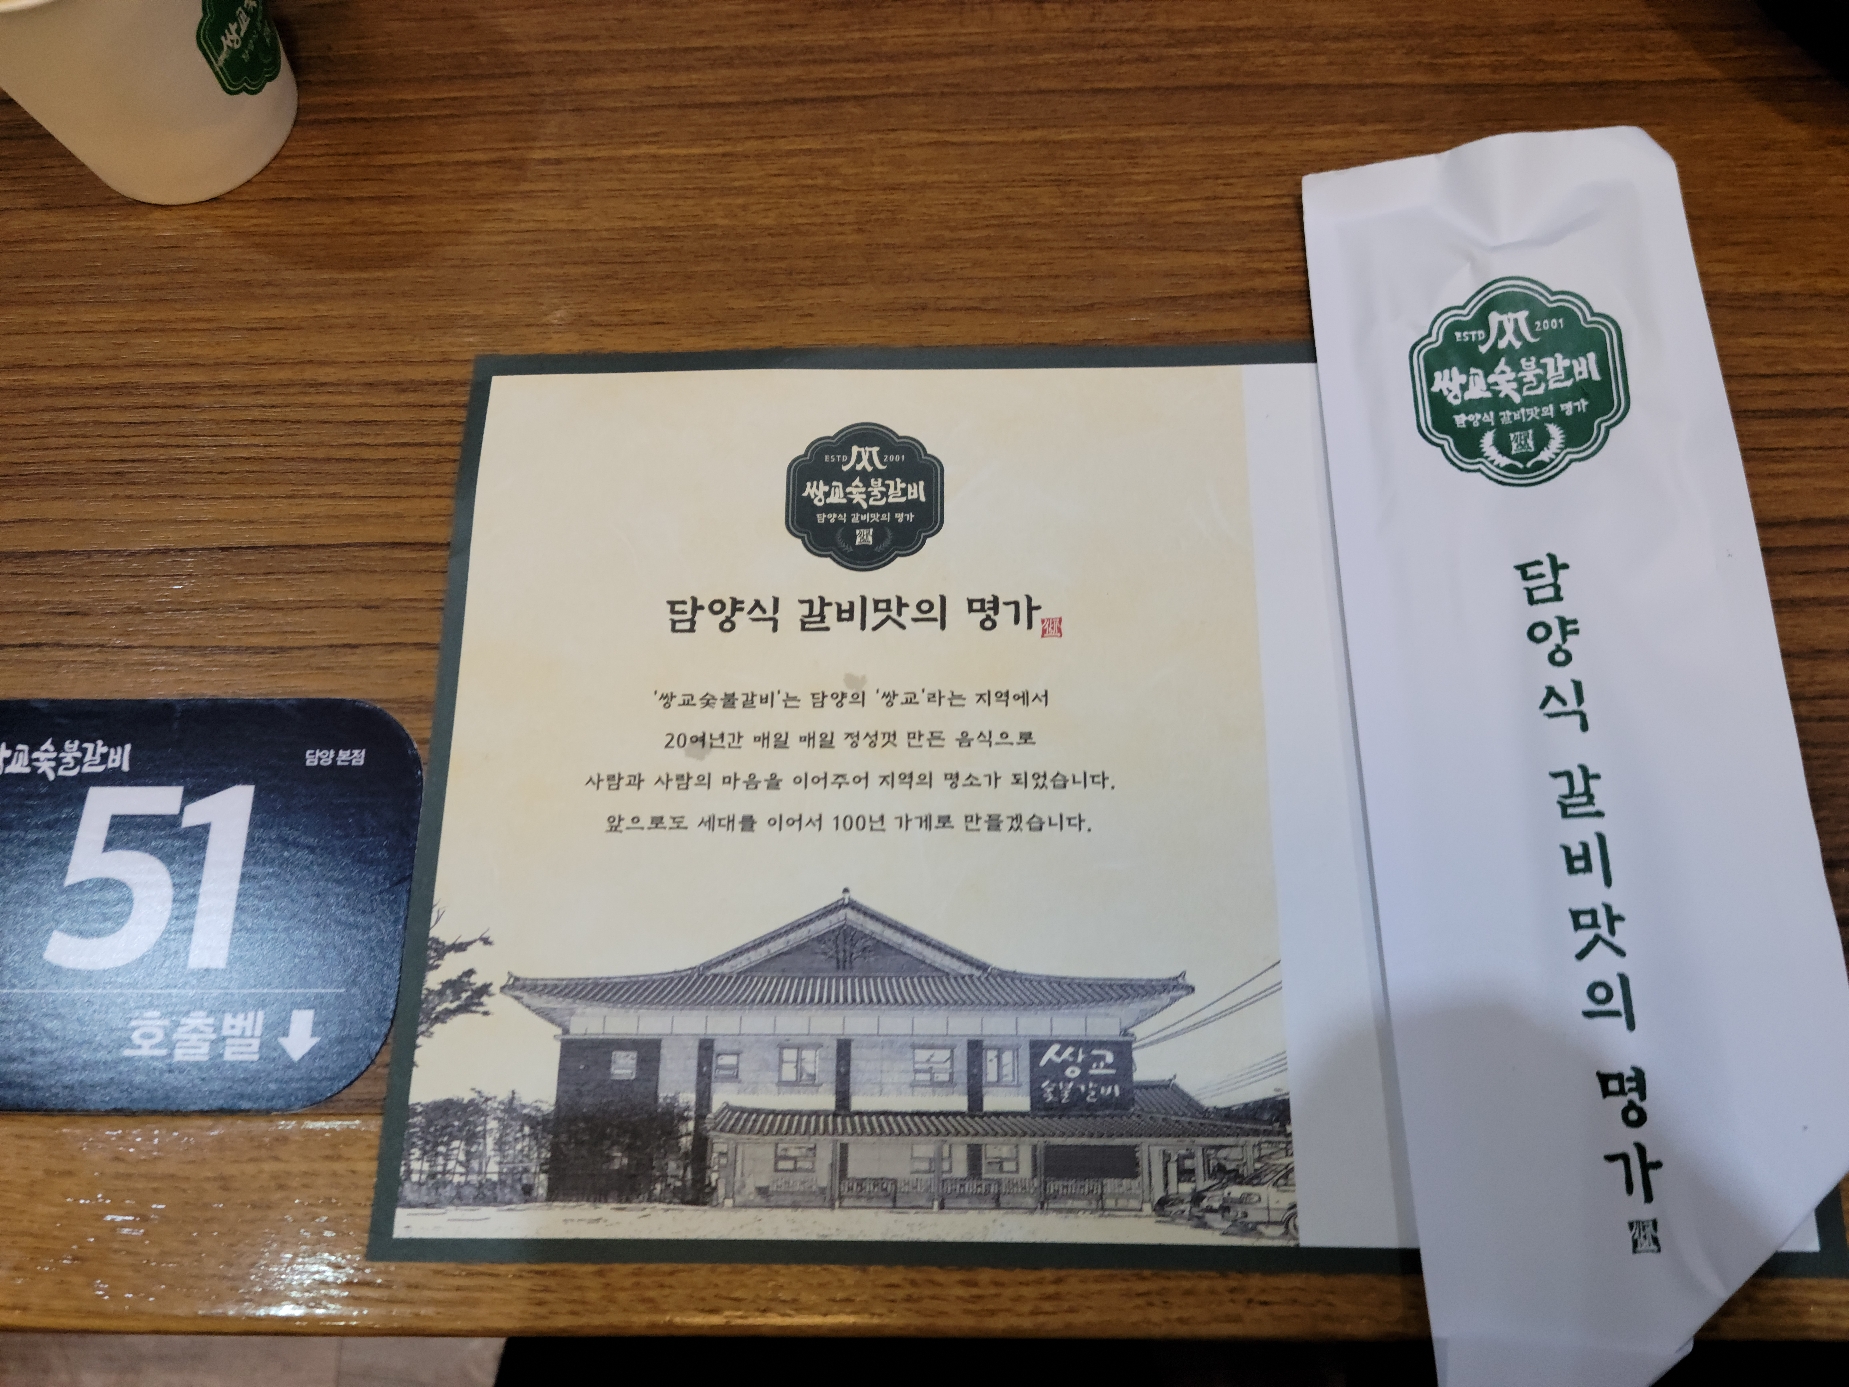 ESTD 2001
쌍교숯불갈비
담양식 갈비맛의 명가
담양식 갈비맛의 명가
'쌍교숯불갈비'는 담양의 '쌍교'라는 지역에서
20여년간 매일 매일 정성껏 만든 음식으로
사람과 사람의 마음을 이어주어 지역의 명소가 되었습니다.
앞으로도 세대를 이어서 100년 가게로 만들겠습니다.
쌍교
숯불갈비
교숯불갈비
담양 본점
51
호출벨
ESTD 2001
쌍교숯불갈비
담양식 갈비맛의 명가
담양식 갈비맛의 명가
쌍교